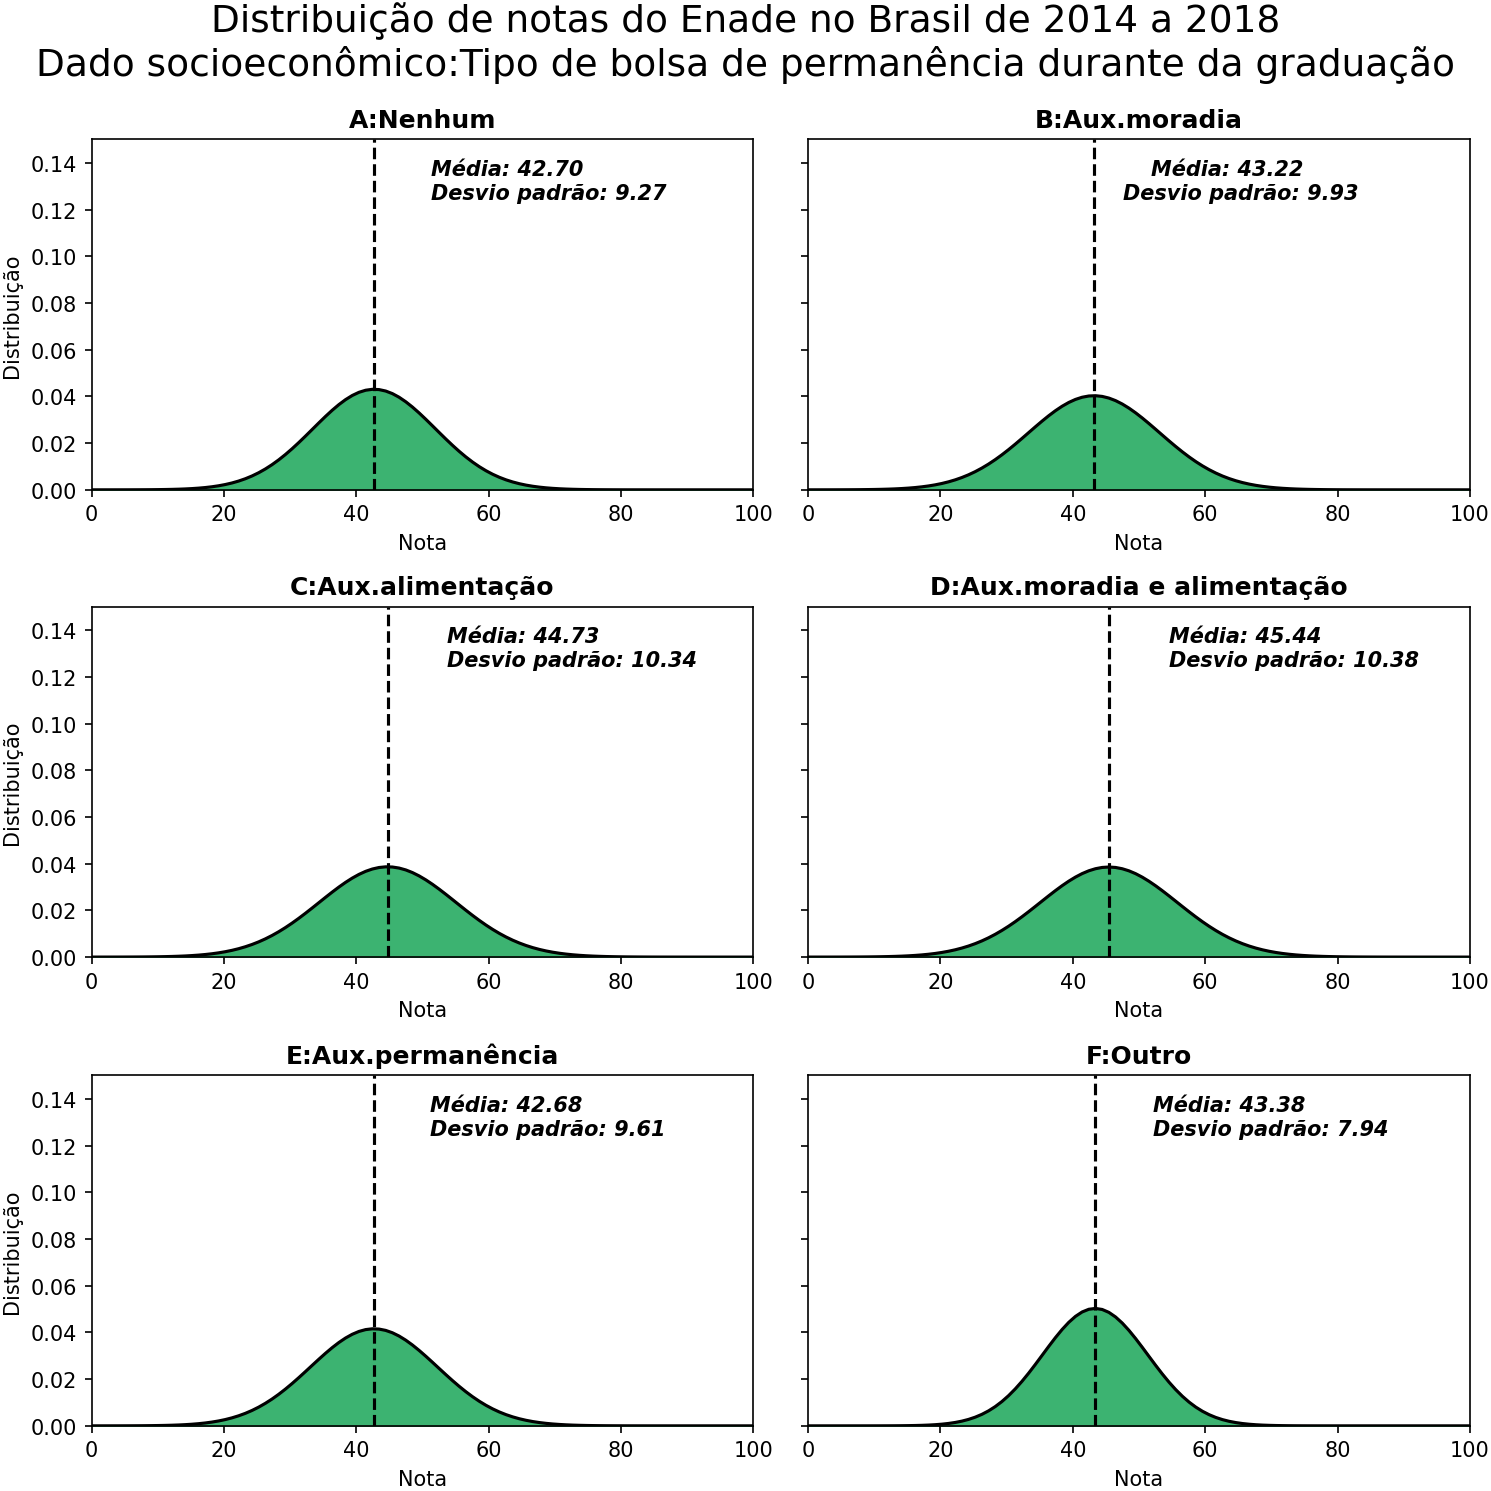 Distribuição de notas do Enade no Brasil de 2014 a 2018
Dado socioeconômico:Tipo de bolsa de permanência durante da graduação
A:Nenhum
Média: 42.70
Desvio padrão: 9.27
0.14
0.12
0.10
0.08
0.06
0.04
0.02
0.00
Distribuição
0 20 40 60 80 100
Nota
B:Aux.moradia
Média: 43.22
Desvio padrão: 9.93
0 20 40 60 80 100
Nota
C:Aux.alimentação
Média: 44.73
Desvio padrão: 10.34
0.14
0.12
0.10
0.08
0.06
0.04
0.02
0.00
Distribuição
0 20 40 60 80 100
Nota
D:Aux.moradia e alimentação
Média: 45.44
Desvio padrão: 10.38
0 20 40 60 80 100
Nota
E:Aux.permanência
Média: 42.68
Desvio padrão: 9.61
0.14
0.12
0.10
0.08
0.06
0.04
0.02
0.00
Distribuição
0 20 40 60 80 100
Nota
F:Outro
Média: 43.38
Desvio padrão: 7.94
0 20 40 60 80 100
Nota